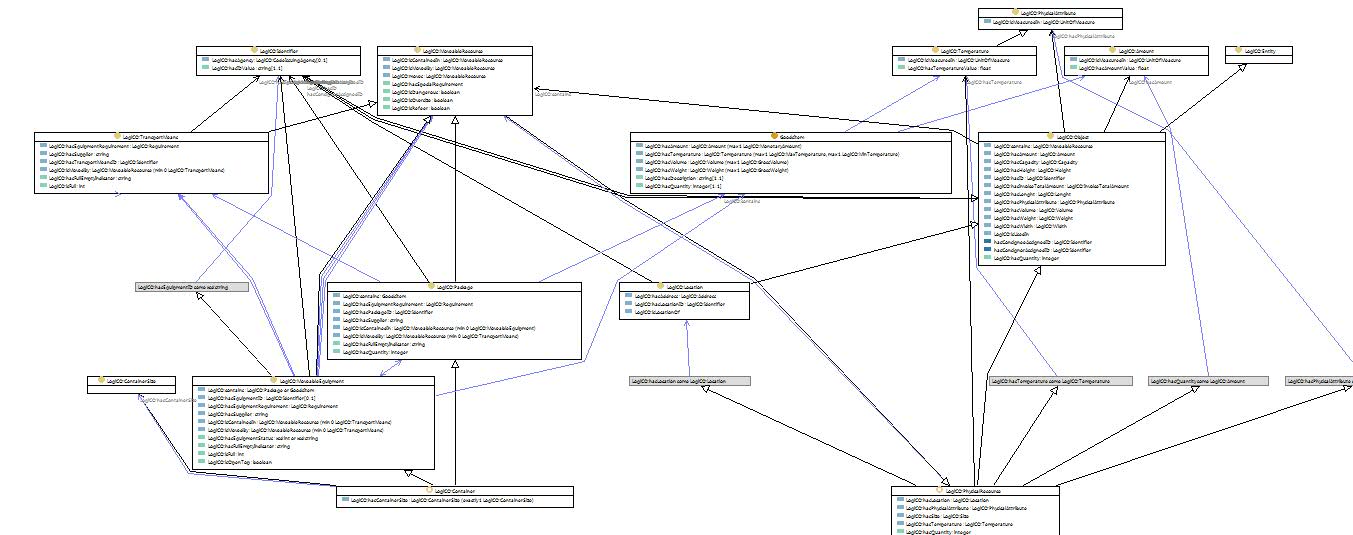 LogiCO:PhysicalAttribute
LogiCO:isMeasuredIn : LogiCO:UnitOfMeasure
hasPhysicalAttribute
LogiCO:Identifier
LogiCO:hasAgency : LogiCO:CodeIssuingAgency[0..1]
LogiCO:hasIDValue : string[1..1]
LogiCO:MoveableResource
LogiCO:isContainedIn : LogiCO:MoveableResource
LogiCO:isMovedBy : LogiCO:MoveableResource
LogiCO:moves : LogiCO:MoveableResource
LogiCO:hasSpecialRequirement
LogiCO:isDangerous : boolean
LogiCO:isOversize : boolean
LogiCO:isReefer : boolean
LogiCO:contains
LogiCO:Temperature
LogiCO:isMeasuredIn : LogiCO:UnitOfMeasure
LogiCO:hasTemperatureValue : float
LogiCO:hasTemperature
LogiCO:Amount
LogiCO:isMeasuredIn : LogiCO:UnitOfMeasure
LogiCO:hasAmountValue : float
LogiCO:Entity
LogiCO:TransportMeans
LogiCO:hasEquipmentRequirement : LogiCO:Requirement
LogiCO:hasSupplier : string
LogiCO:hasTransportMeansID : LogiCO:Identifier
LogiCO:isMovedBy : LogiCO:MoveableResource (min 0 LogiCO:TransportMeans)
LogiCO:hasFullEmptyIndicator : string
LogiCO:isFull : int
LogiCO:GoodsItem
LogiCO:hasAmount : LogiCO:Amount (max 1 LogiCO:MonetaryAmount)
LogiCO:hasTemperature : LogiCO:Temperature (max 1 LogiCO:MaxTemperature, max 1 LogiCO:MinTemperature)
LogiCO:hasVolume : LogiCO:Volume (max 1 LogiCO:GoodsVolume)
LogiCO:hasWeight : LogiCO:Weight (max 1 LogiCO:GoodsWeight)
LogiCO:hasDescription : string[1..1]
LogiCO:hasQuantity : integer[1..1]
LogiCO:contains
LogiCO:Object
LogiCO:contains : LogiCO:MoveableResource
LogiCO:hasAmount : LogiCO:Amount
LogiCO:hasCapacity : LogiCO:Capacity
LogiCO:hasHeight : LogiCO:Height
LogiCO:hasID : LogiCO:Identifier
LogiCO:hasInvoiceTotalAmount : LogiCO:InvoiceTotalAmount
LogiCO:hasLenght : LogiCO:Lenght
LogiCO:hasPhysicalAttribute : LogiCO:PhysicalAttribute
LogiCO:hasVolume : LogiCO:Volume
LogiCO:hasWeight : LogiCO:Weight
LogiCO:hasWidth : LogiCO:Width
LogiCO:isUsedIn
hasConsigneeAssignedID : LogiCO:Identifier
hasConsignorAssignedID : LogiCO:Identifier
LogiCO:hasQuantity : integer
LogiCO:hasEquipmentID some xsd:string
LogiCO:Package
LogiCO:contains : GoodsItem
LogiCO:hasEquipmentRequirement : LogiCO:Requirement
LogiCO:hasPackageID : LogiCO:Identifier
LogiCO:hasSupplier : string
LogiCO:isContainedIn : LogiCO:MoveableResource (min 0 LogiCO:MoveableEquipment)
LogiCO:isMovedBy : LogiCO:MoveableResource (min 0 LogiCO:TransportMeans)
LogiCO:hasFullEmptyIndicator : string
LogiCO:hasQuantity : integer
LogiCO:Location
LogiCO:hasAddress : LogiCO:Address
LogiCO:hasLocationID : LogiCO:Identifier
LogiCO:isLocationOf
LogiCO:ContainerSize
LogiCO:MoveableEquipment
LogiCO:contains : LogiCO:Package or GoodsItem
LogiCO:hasEquipmentID : LogiCO:Identifier[0..1]
LogiCO:hasEquipmentRequirement : LogiCO:Requirement
LogiCO:hasSupplier : string
LogiCO:isContainedIn : LogiCO:MoveableResource (min 0 LogiCO:TransportMeans)
LogiCO:isMovedBy : LogiCO:MoveableResource (min 0 LogiCO:TransportMeans)
LogiCO:hasEquipmentStatus : xsd:int or xsd:string
LogiCO:hasFullEmptyIndicator : string
LogiCO:isFull : int
LogiCO:isOpenTop : boolean
LogiCO:hasLocation some LogiCO:Location
LogiCO:hasTemperature some LogiCO:Temperature
LogiCO:hasQuantity some LogiCO:Amount
LogiCO:hasPhysicalAttribute
LogiCO:Container
LogiCO:hasContainerSize : LogiCO:ContainerSize (exactly 1 LogiCO:ContainerSize)
LogiCO:PhysicalResource
LogiCO:hasLocation : LogiCO:Location
LogiCO:hasPhysicalAttribute : LogiCO:PhysicalAttribute
LogiCO:hasSize : LogiCO:Size
LogiCO:hasTemperature : LogiCO:Temperature
LogiCO:hasQuantity : integer